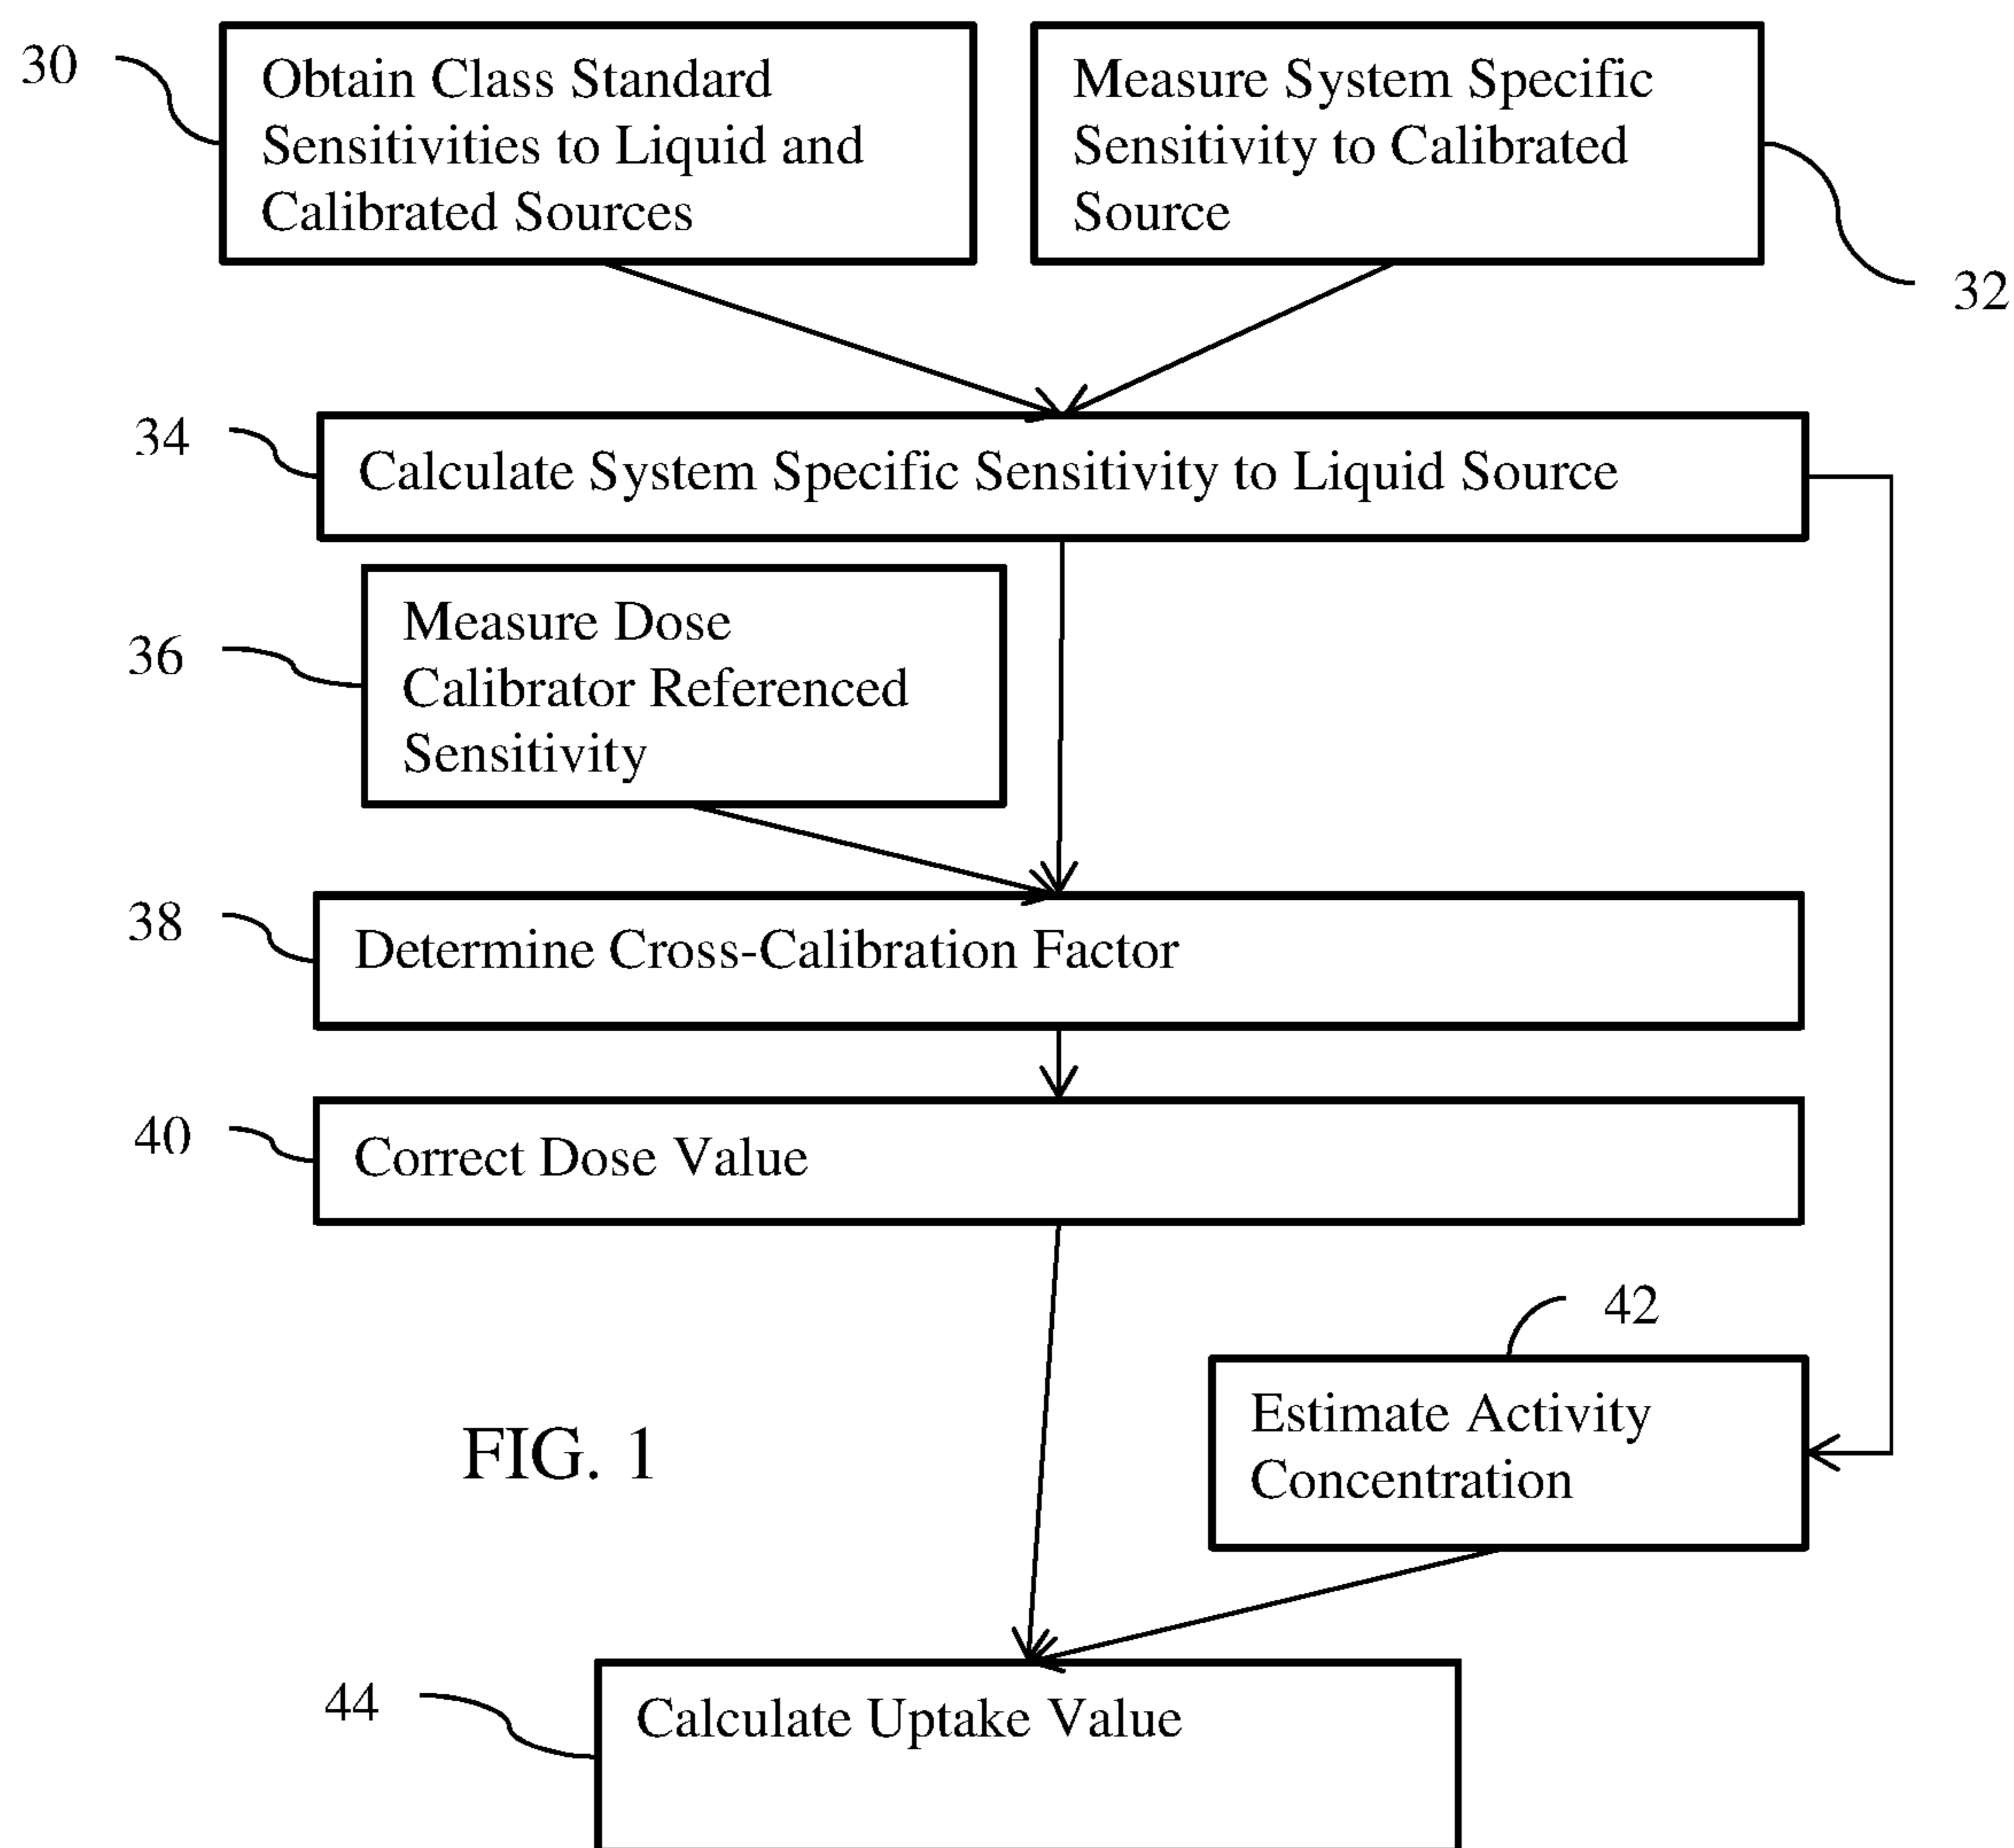 30
Obtain Class Standard
Sensitivities to Liquid and
Calibrated Sources
Measure System Specific
Sensitivity to Calibrated
Source
32
34
Calculate System Specific Sensitivity to Liquid Source
36
Measure Dose
Calibrator Referenced
Sensitivity
38
Determine Cross-Calibration Factor
40
Correct Dose Value
42
Estimate Activity
Concentration
FIG. 1
44
Calculate Uptake Value